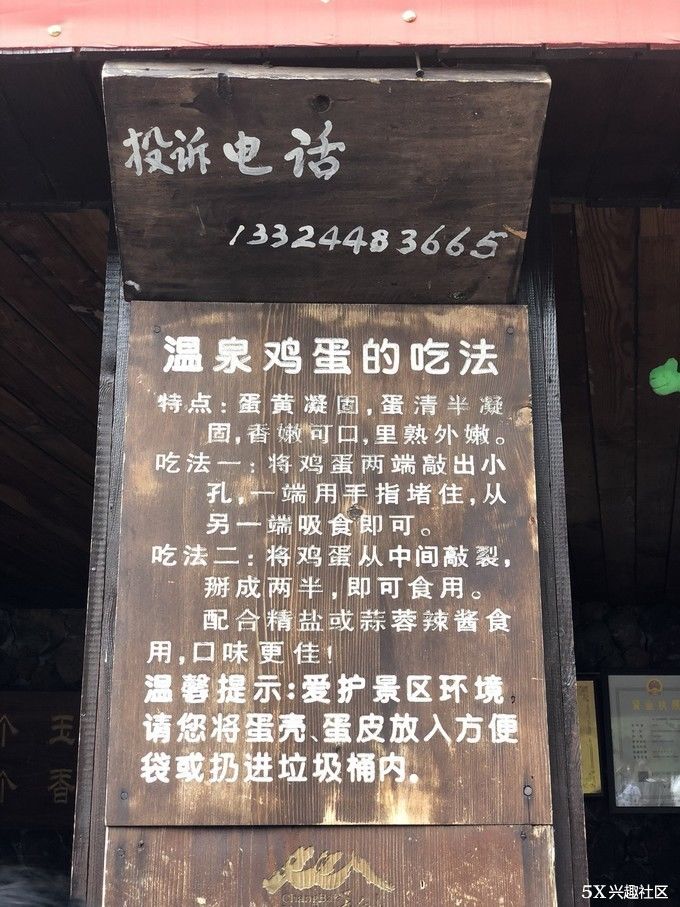 投诉电话
13324483665
温泉鸡蛋的吃法
特点:蛋黄凝固,蛋清半凝
固,香嫩可口,里熟外嫩。
吃法一:将鸡蛋两端敲出小
孔,一端用手指堵住,从
另一端吸食即可。
吃法二:将鸡蛋从中间敲裂,
掰成两半,即可食用。
配合精盐或蒜蓉辣酱食
用,口味更佳!
温馨提示:爱护景区环境,
请您将蛋壳、蛋皮放入方便
袋或扔进垃圾桶内。
5X兴趣社区